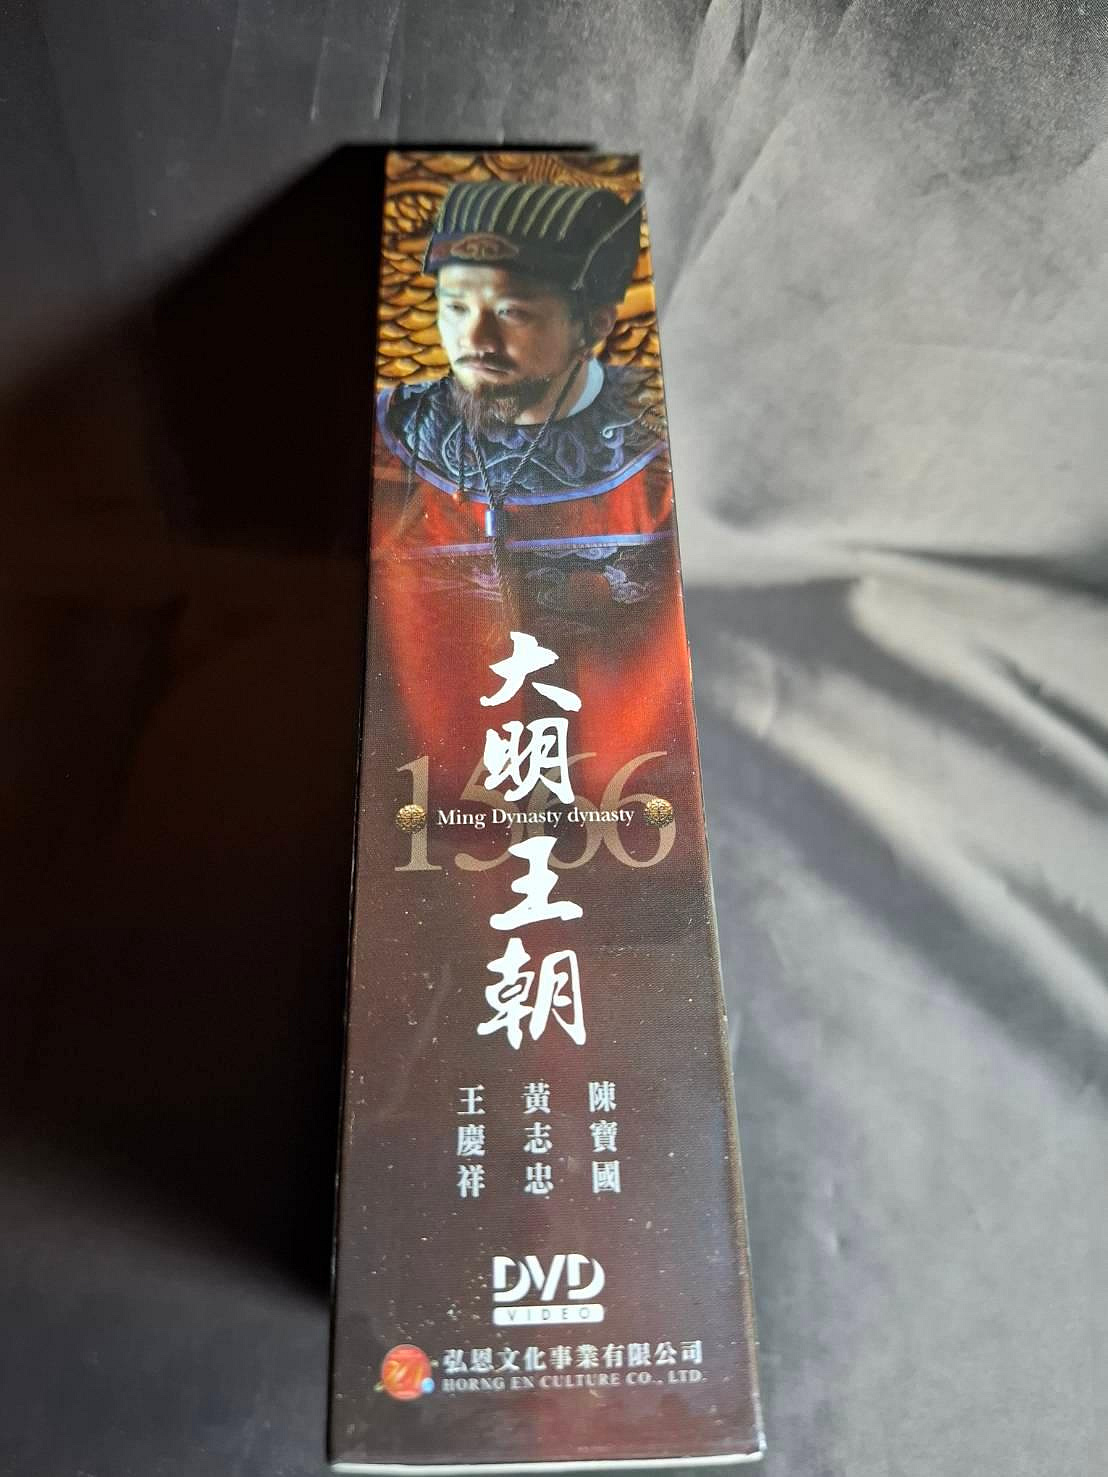 大明王朝
1566
Ming Dynasty dynasty
陳寶國
黃志忠
王慶祥
DVD
VIDEO
弘恩文化事業有限公司
HORNG EN CULTURE CO., LTD.